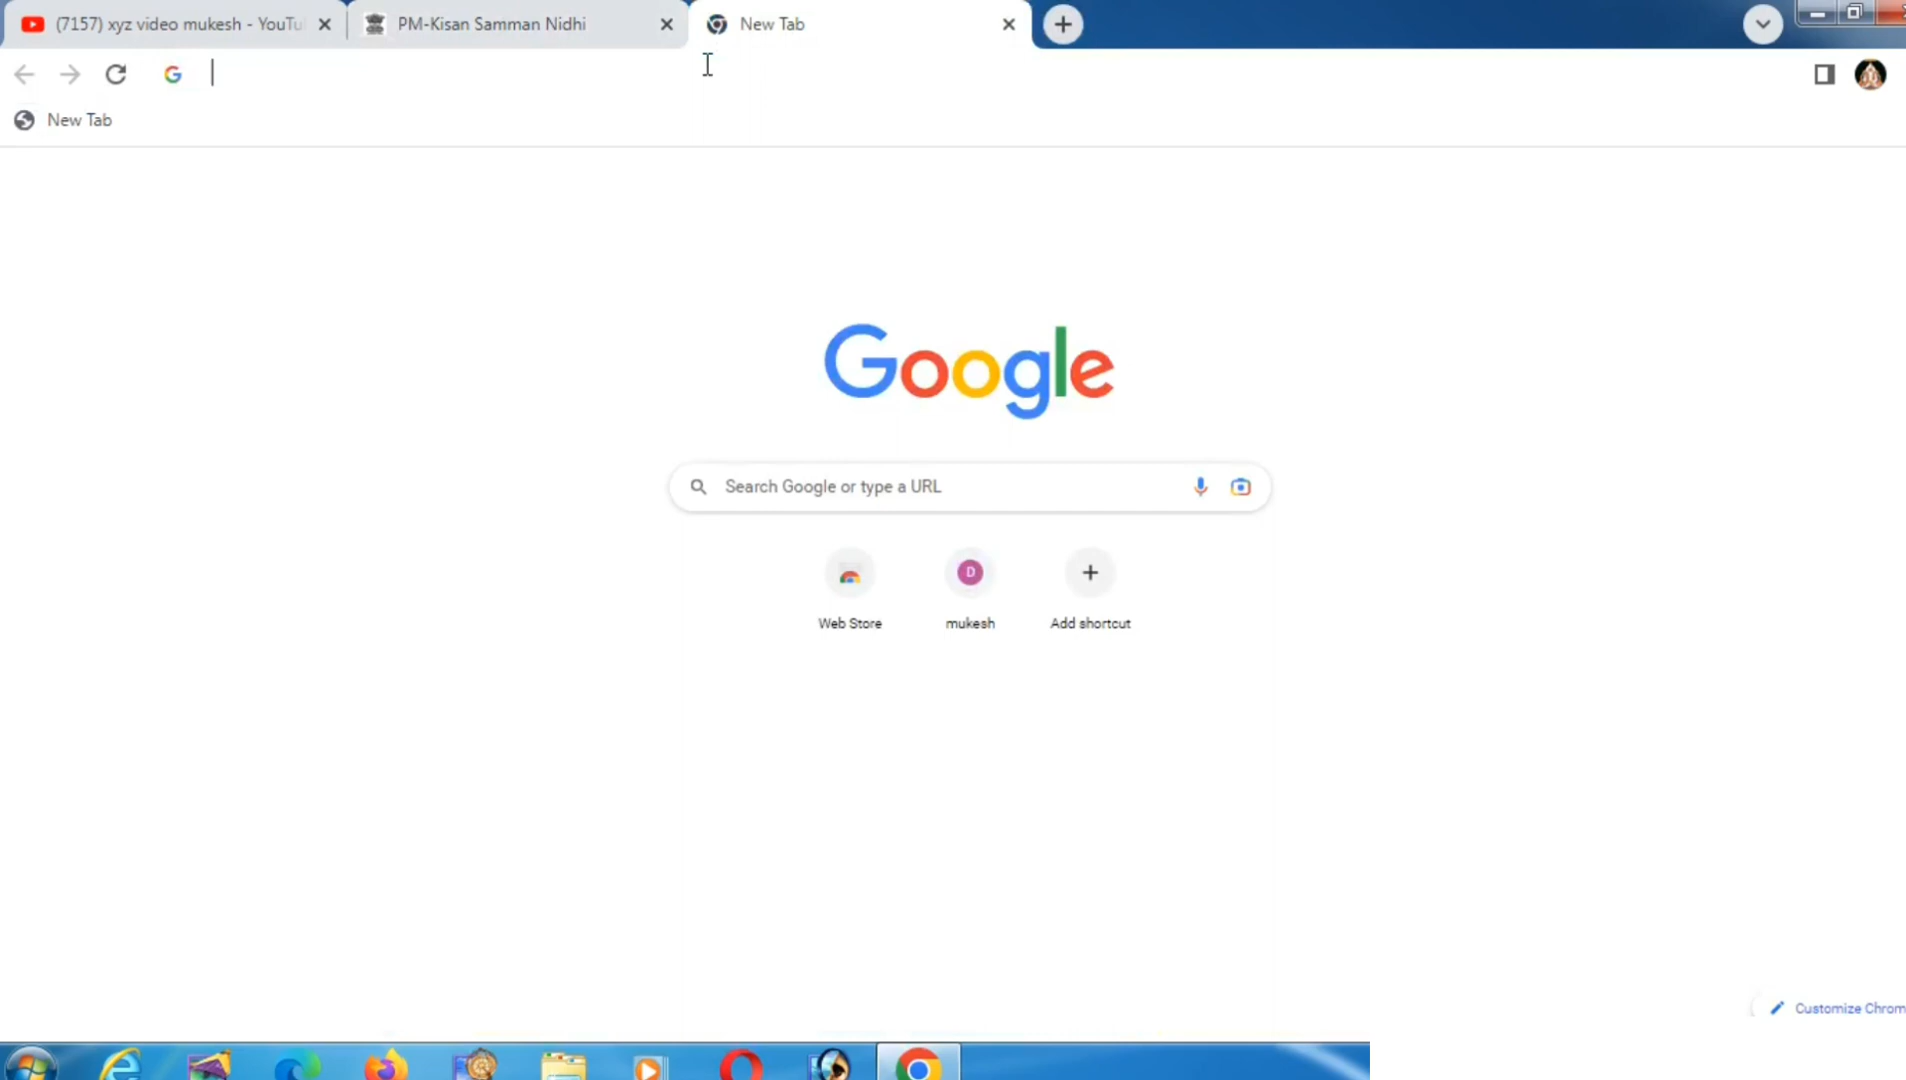 (7157) xyz video mukesh - YouTu
PM-Kisan Samman Nidhi
New Tab
New Tab
Google
Search Google or type a URL
D
Web Store
mukesh
Add shortcut
Customize Chrom